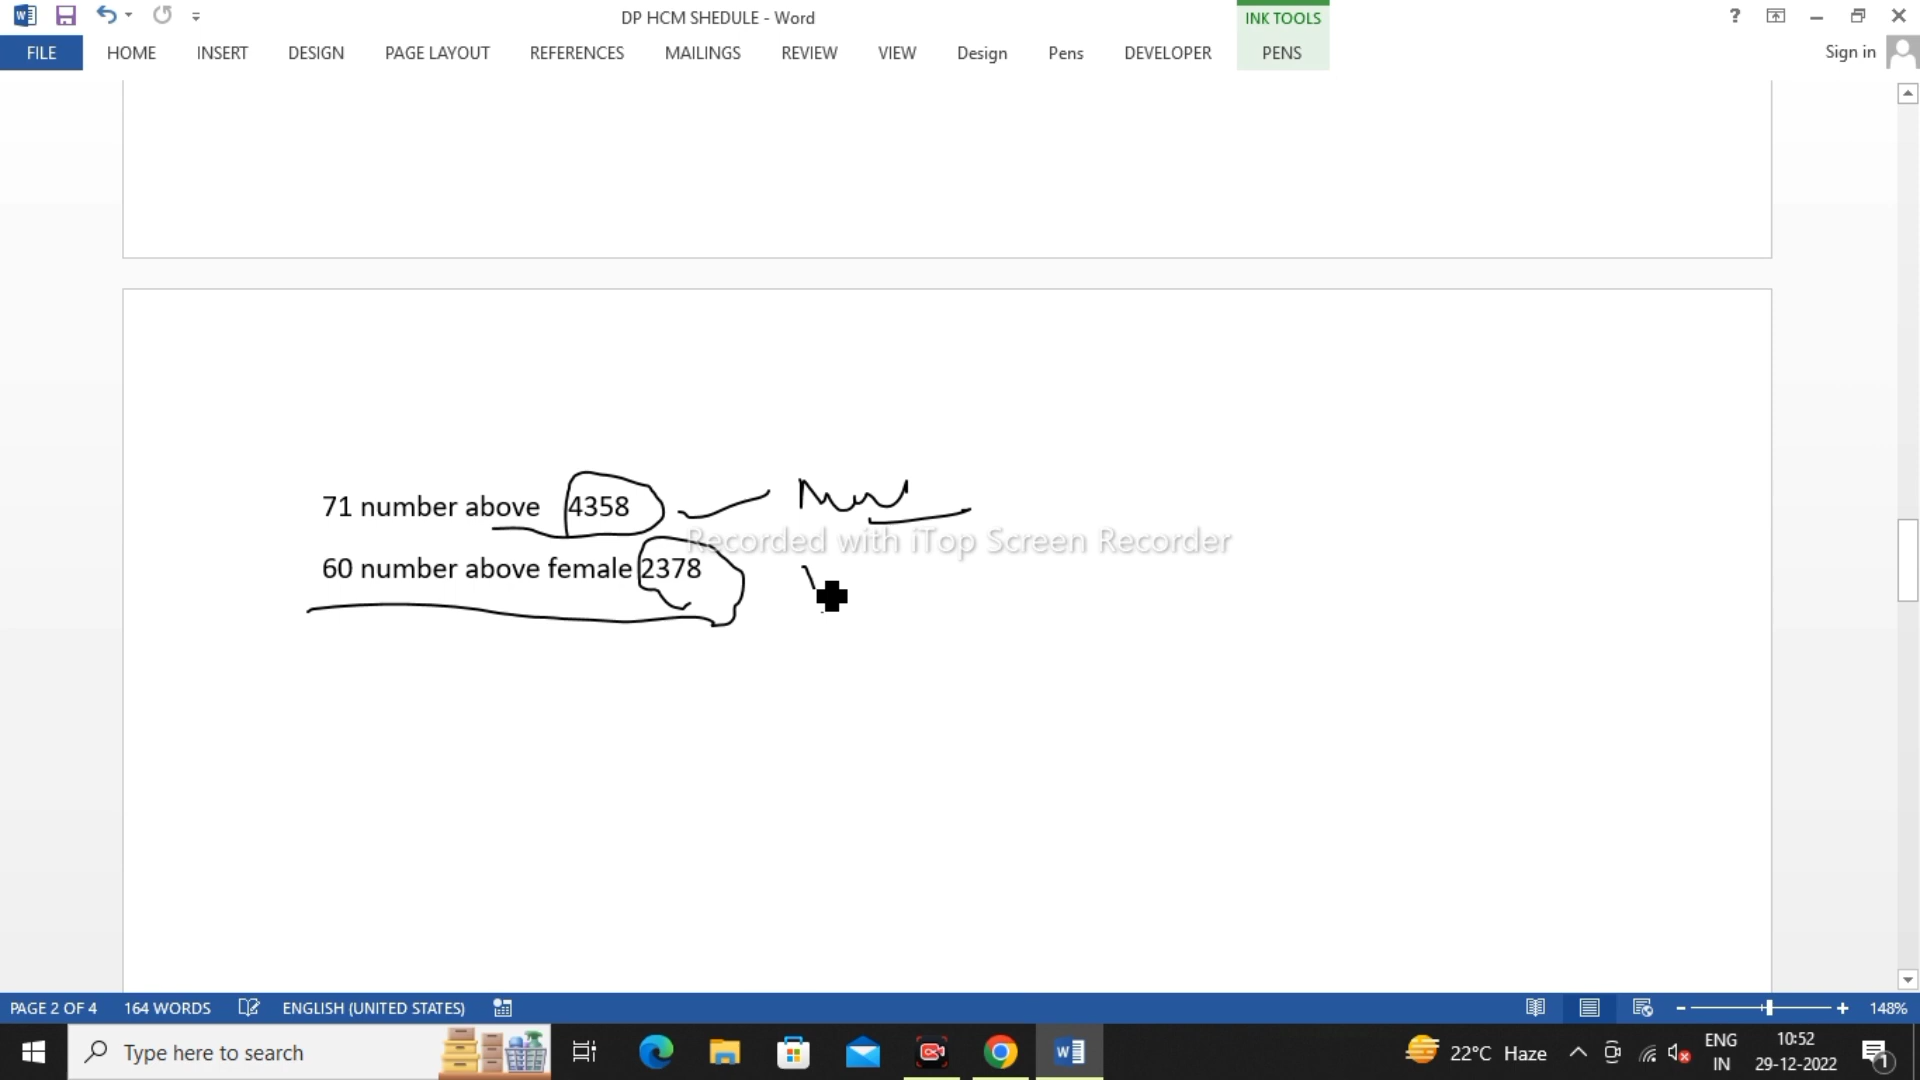 DP HCM SHEDULE - Word
INK TOOLS
?
FILE
HOME
INSERT
DESIGN
PAGE LAYOUT
REFERENCES
MAILINGS
REVIEW
VIEW
Design
Pens
DEVELOPER
PENS
Sign in
71 number above 4358
Recorded with iTop Screen Recorder
60 number above female 2378
PAGE 2 OF 4
164 WORDS
ENGLISH (UNITED STATES)
148%
Type here to search
22°C Haze
ENG
IN
10:52
29-12-2022
1